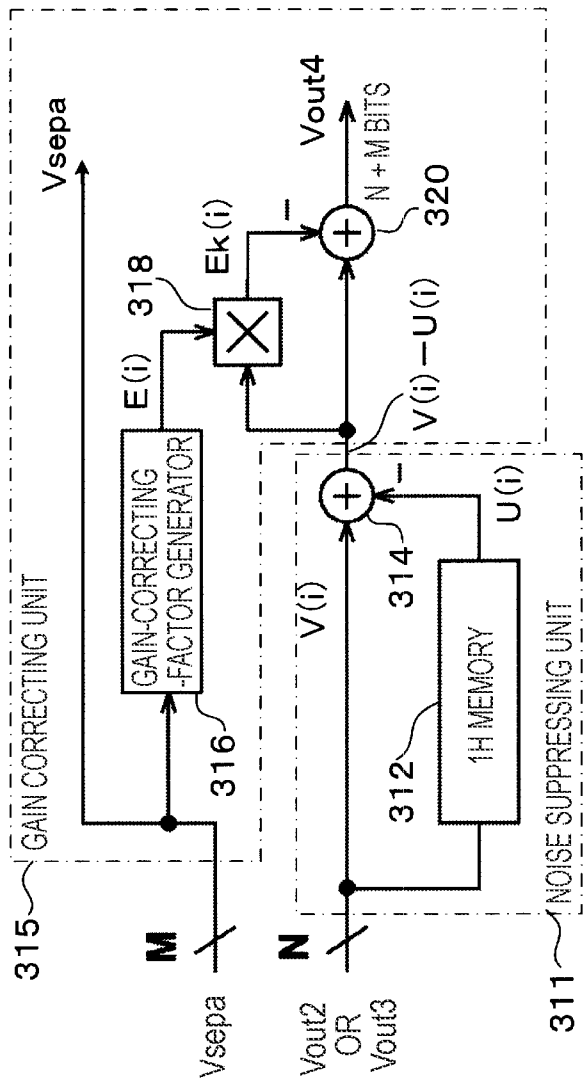 315
GAIN CORRECTING UNIT
Vsepa
E(i)
318
Ek(i)
GAIN-CORRECTING
-FACTOR GENERATOR
316
M
Vsepa
−
Vout4
N+M BITS
320
V(i)−U(i)
V(i)
−
314
U(i)
N
Vout2
OR
Vout3
312
1H MEMORY
311
NOISE SUPPRESSING UNIT